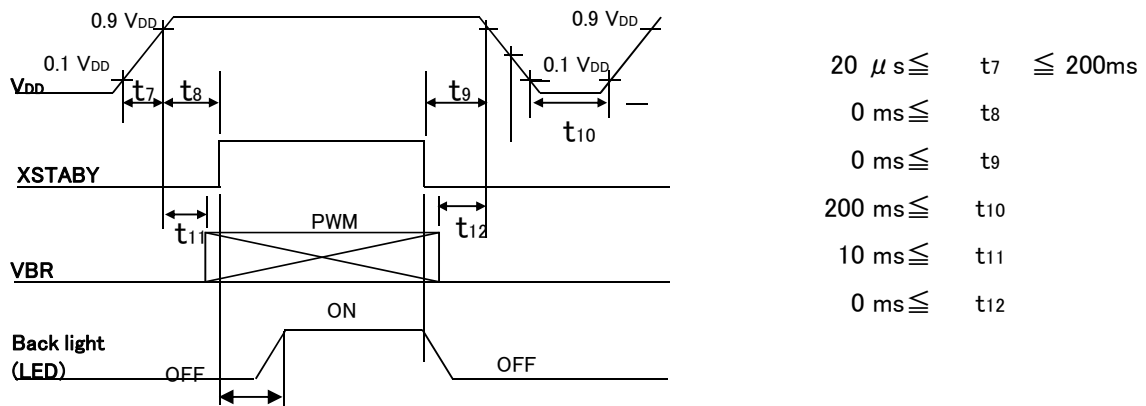 0.9 VDD
0.9 VDD
0.1 VDD
0.1 VDD
VDD
t7
t8
t9
t10
XSTABY
t11
PWM
t12
VBR
ON
Back light
(LED)
OFF
OFF
20 μs≦ t7 ≦ 200ms
0 ms≦ t8
0 ms≦ t9
200 ms≦ t10
10 ms≦ t11
0 ms≦ t12